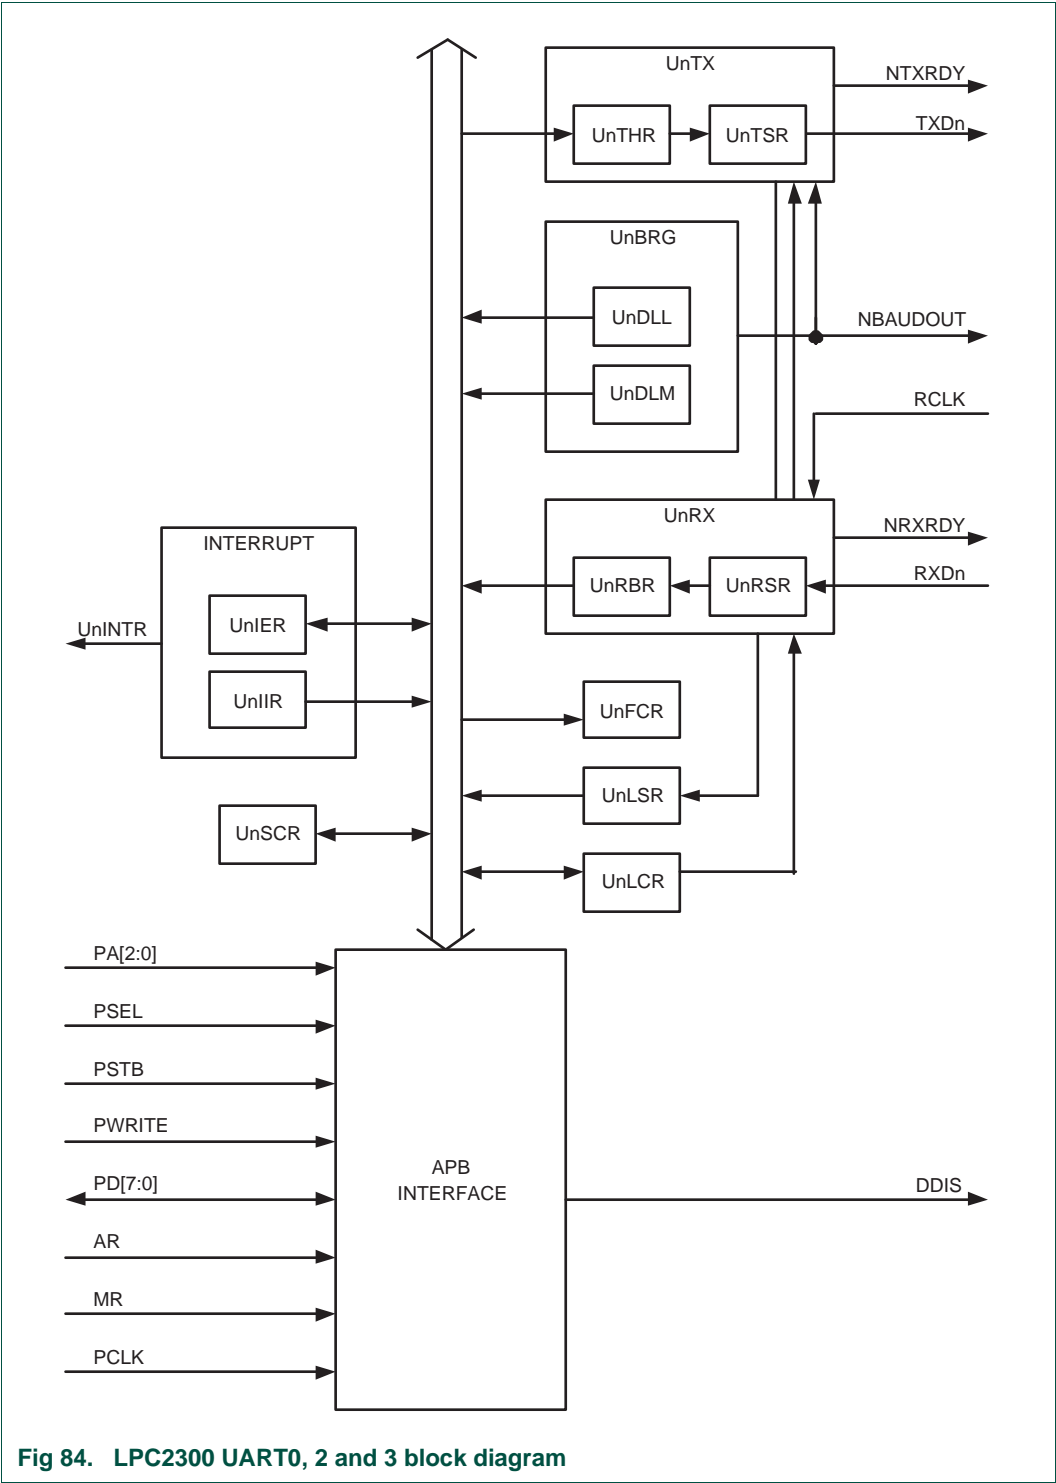 UnTX
NTXRDY
UnTHR
UnTSR
TXDn
UnBRG
UnDLL
NBAUDOUT
UnDLM
RCLK
UnRX
NRXRDY
UnRBR
UnRSR
RXDn
INTERRUPT
UnIER
UnINTR
UnIIR
UnFCR
UnLSR
UnSCR
UnLCR
PA[2:0]
PSEL
PSTB
PWRITE
PD[7:0]
AR
MR
PCLK
APB
INTERFACE
DDIS
Fig 84. LPC2300 UART0, 2 and 3 block diagram